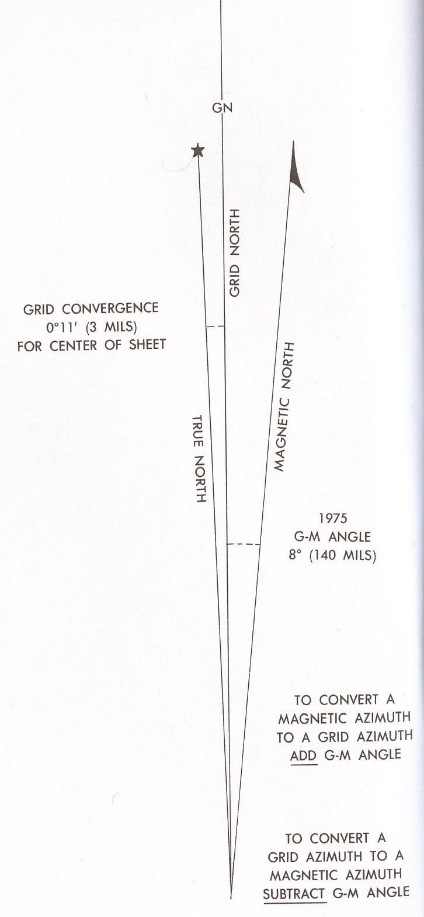 GN
GRID NORTH
GRID CONVERGENCE
0°11' (3 MILS)
FOR CENTER OF SHEET
MAGNETIC NORTH
TRUE NORTH
1975
G-M ANGLE
8° (140 MILS)
TO CONVERT A
MAGNETIC AZIMUTH
TO A GRID AZIMUTH
ADD G-M ANGLE
TO CONVERT A
GRID AZIMUTH TO A
MAGNETIC AZIMUTH
SUBTRACT G-M ANGLE